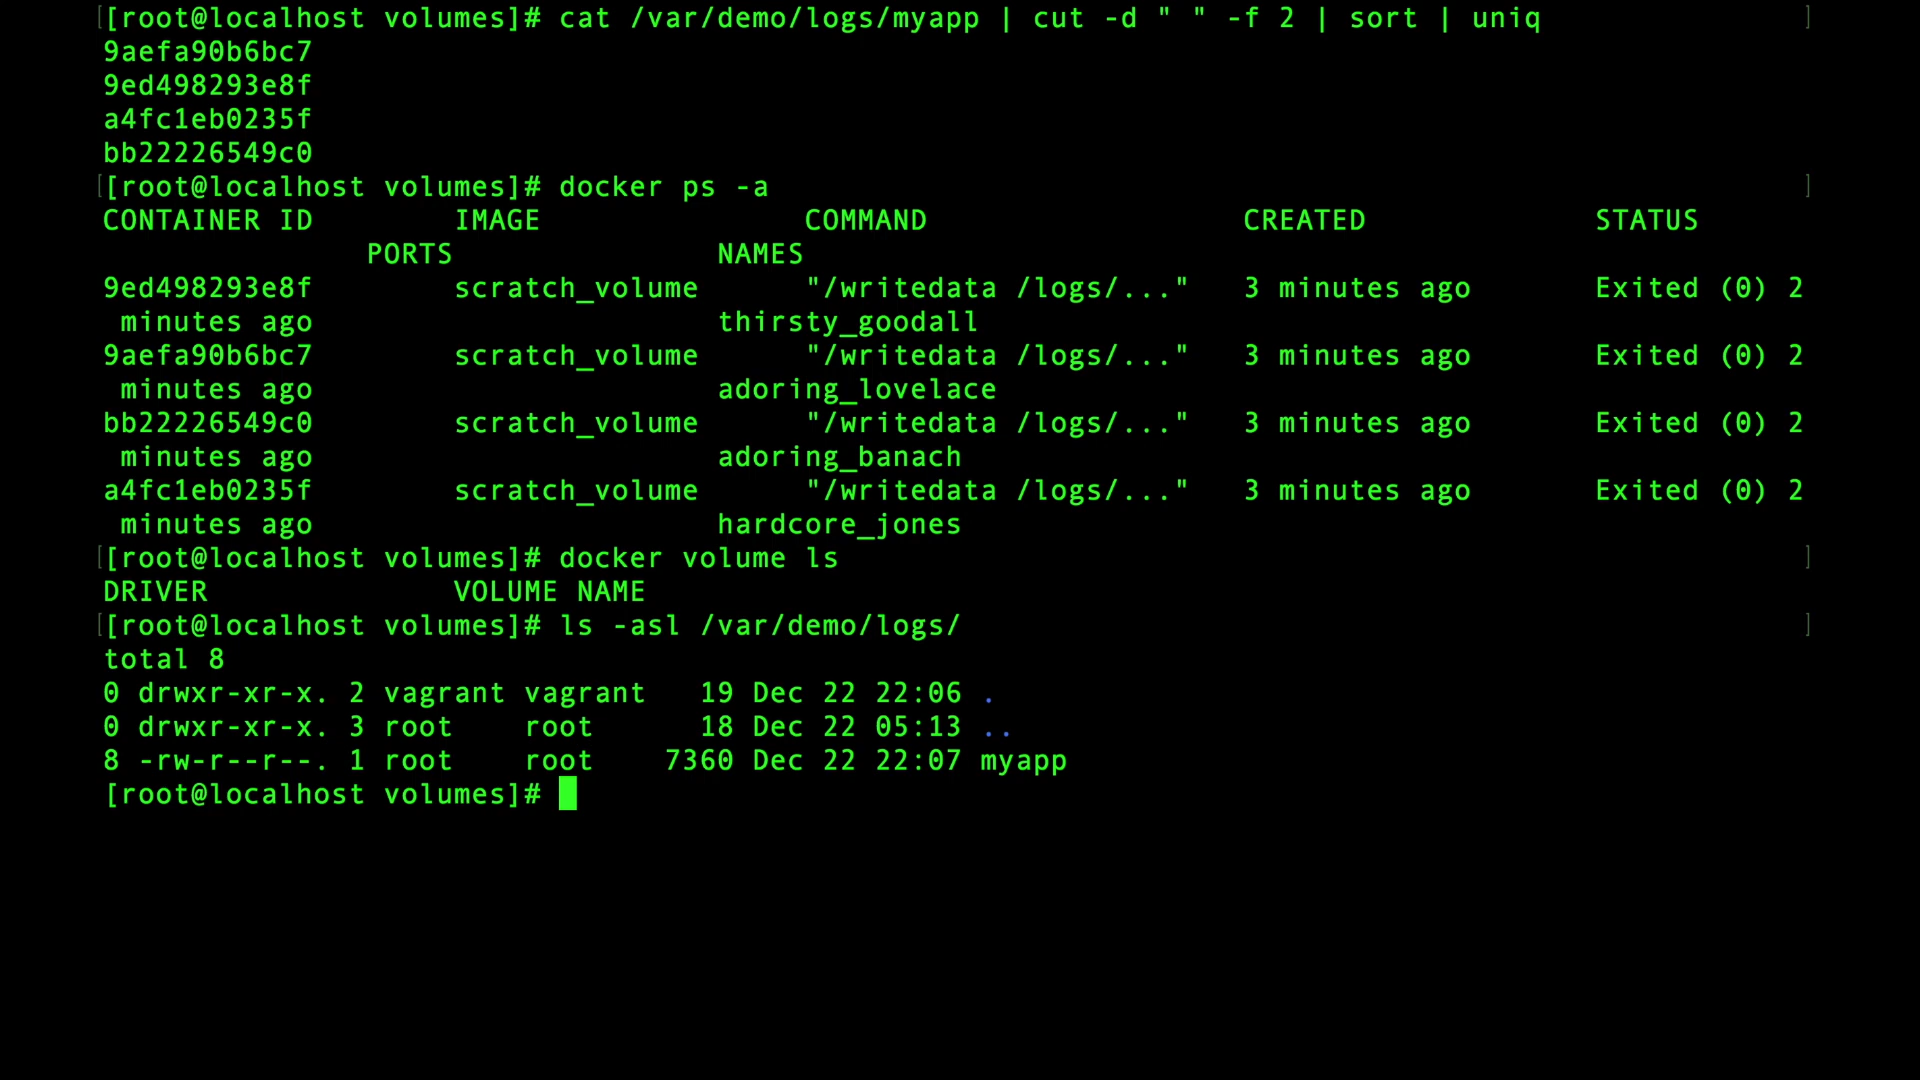 [[root@localhost volumes]# cat /var/demo/logs/myapp | cut -d " " -f 2 | sort | uniq ]
9aefa90b6bc7
9ed498293e8f
a4fc1eb0235f
bb22226549c0
[[root@localhost volumes]# docker ps -a ]
CONTAINER ID IMAGE COMMAND CREATED STATUS
PORTS NAMES
9ed498293e8f scratch_volume "/writedata /logs/..." 3 minutes ago Exited (0) 2
minutes ago thirsty_goodall
9aefa90b6bc7 scratch_volume "/writedata /logs/..." 3 minutes ago Exited (0) 2
minutes ago adoring_lovelace
bb22226549c0 scratch_volume "/writedata /logs/..." 3 minutes ago Exited (0) 2
minutes ago adoring_banach
a4fc1eb0235f scratch_volume "/writedata /logs/..." 3 minutes ago Exited (0) 2
minutes ago hardcore_jones
[[root@localhost volumes]# docker volume ls ]
DRIVER VOLUME NAME
[[root@localhost volumes]# ls -asl /var/demo/logs/ ]
total 8
0 drwxr-xr-x. 2 vagrant vagrant 19 Dec 22 22:06 .
0 drwxr-xr-x. 3 root root 18 Dec 22 05:13 ..
8 -rw-r--r--. 1 root root 7360 Dec 22 22:07 myapp
[root@localhost volumes]#